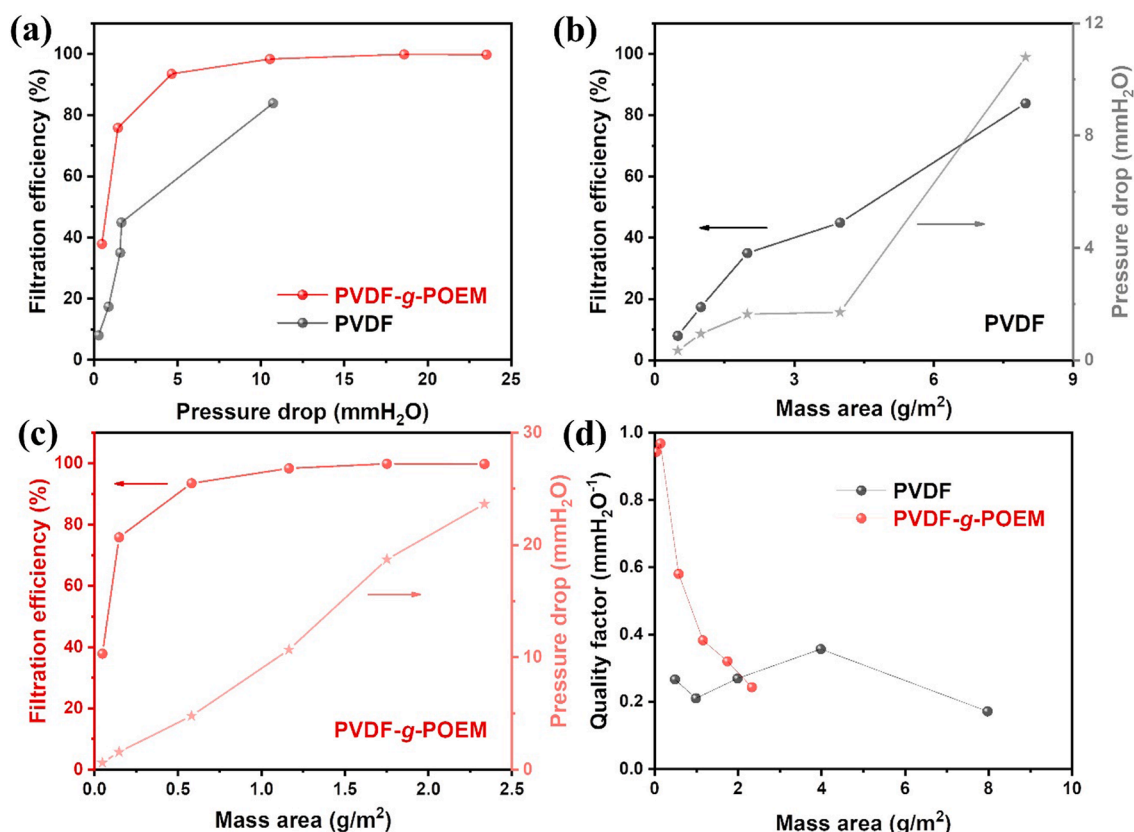 (a)
Filtration efficiency (%)
100
80
60
40
20
0
PVDF-g-POEM
PVDF
0 5 10 15 20 25
Pressure drop (mmH₂O)
(b)
Filtration efficiency (%)
100
80
60
40
20
0
12
8
4
0
Pressure drop (mmH₂O)
PVDF
0 3 6 9
Mass area (g/m²)
(c)
Filtration efficiency (%)
100
80
60
40
20
0
30
20
10
0
Pressure drop (mmH₂O)
PVDF-g-POEM
0.0 0.5 1.0 1.5 2.0 2.5
Mass area (g/m²)
(d)
Quality factor (mmH₂O⁻¹)
1.0
0.8
0.6
0.4
0.2
0.0
PVDF
PVDF-g-POEM
0 2 4 6 8 10
Mass area (g/m²)